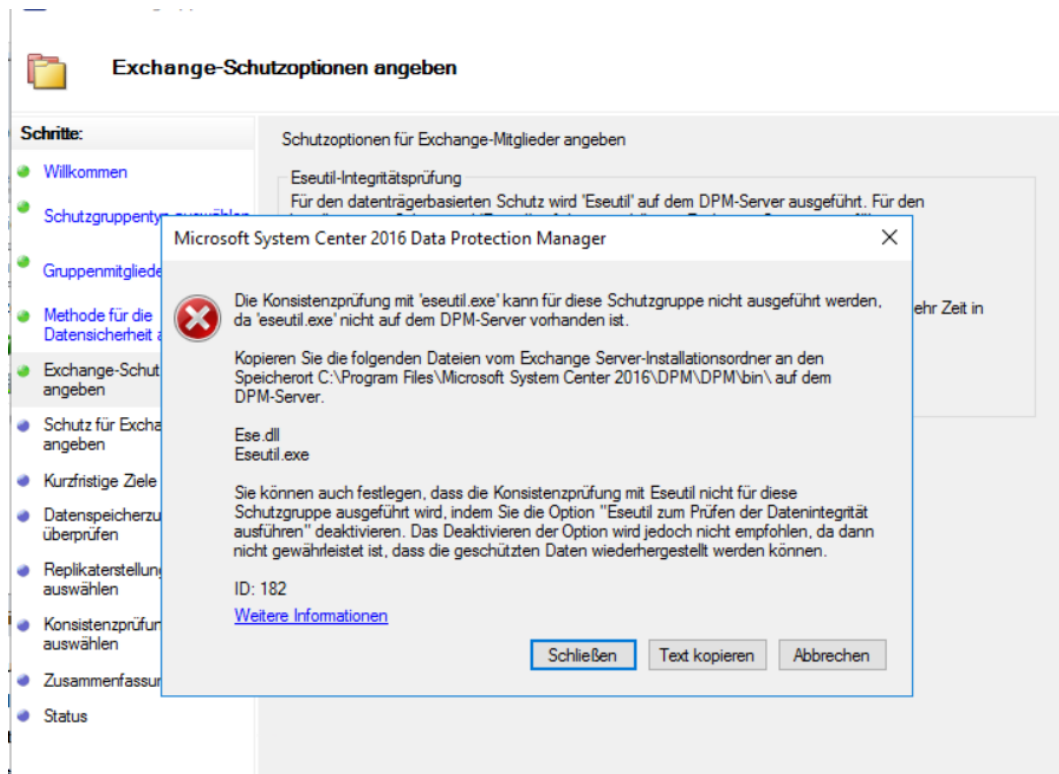 Exchange-Schutzoptionen angeben
Schritte:
Willkommen
Schutzgruppentyp auswählen
Gruppenmitgliede
Methode für die
Datensicherheit a
Exchange-Schut
angeben
Schutz für Excha
angeben
Kurzfristige Ziele
Datenspeicherzu
überprüfen
Replikaterstellung
auswählen
Konsistenzprüfun
auswählen
Zusammenfassur
Status
Schutzoptionen für Exchange-Mitglieder angeben
Eseutil-Integritätsprüfung
Für den datenträgerbasierten Schutz wird 'Eseutil' auf dem DPM-Server ausgeführt. Für den
ehr Zeit in
Microsoft System Center 2016 Data Protection Manager
Die Konsistenzprüfung mit 'eseutil.exe' kann für diese Schutzgruppe nicht ausgeführt werden,
da 'eseutil.exe' nicht auf dem DPM-Server vorhanden ist.
Kopieren Sie die folgenden Dateien vom Exchange Server-Installationsordner an den
Speicherort C:\Program Files\Microsoft System Center 2016\DPM\DPM\bin\ auf dem
DPM-Server.
Ese.dll
Eseutil.exe
Sie können auch festlegen, dass die Konsistenzprüfung mit Eseutil nicht für diese
Schutzgruppe ausgeführt wird, indem Sie die Option "Eseutil zum Prüfen der Datenintegrität
ausführen" deaktivieren. Das Deaktivieren der Option wird jedoch nicht empfohlen, da dann
nicht gewährleistet ist, dass die geschützten Daten wiederhergestellt werden können.
ID: 182
Weitere Informationen
Schließen
Text kopieren
Abbrechen